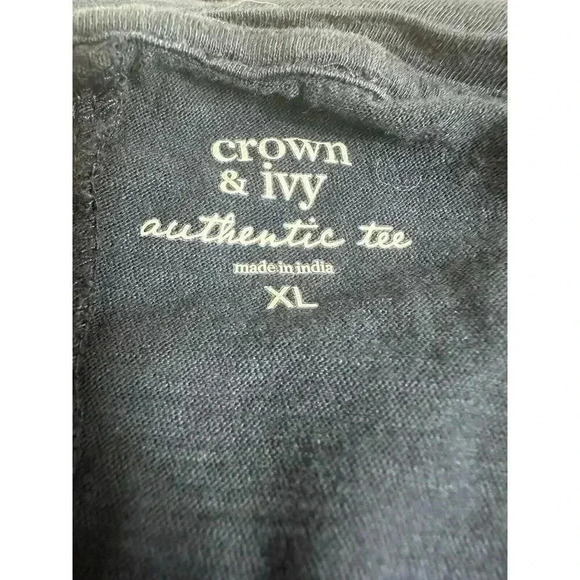 crown
& ivy
authentic tee
made in india
XL